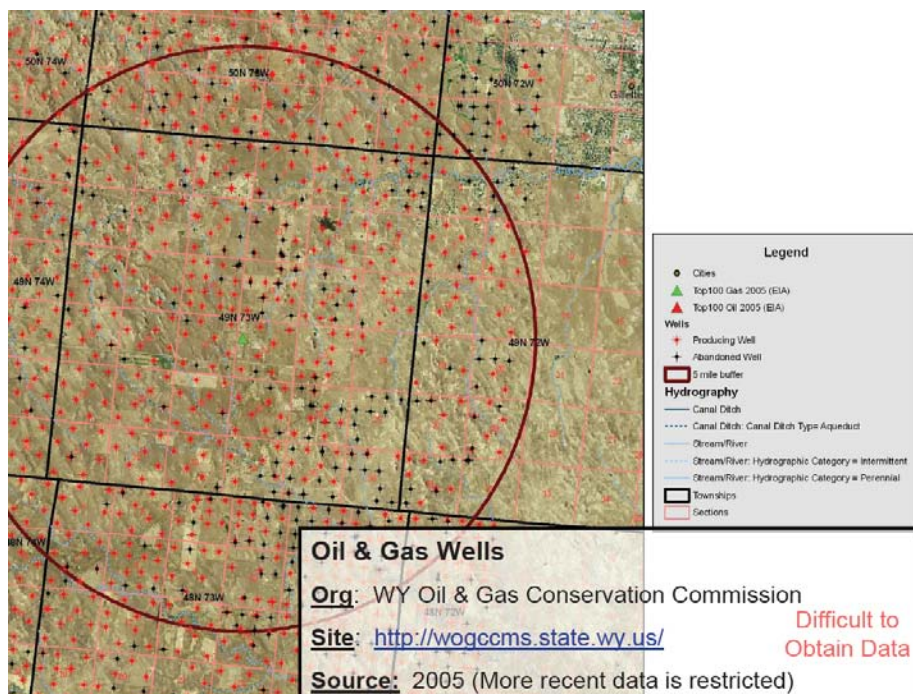 50N 74W
50N 73W
50N 72W
Gillette
49N 74W
49N 73W
49N 72W
48N 74W
48N 73W
48N 72W
Legend
Cities
Top100 Gas 2005 (EIA)
Top100 Oil 2005 (EIA)
Wells
Producing Well
Abandoned Well
5 mile buffer
Hydrography
Canal Ditch
Canal Ditch: Canal Ditch Type= Aqueduct
Stream/River
Stream/River: Hydrographic Category = Intermittent
Stream/River: Hydrographic Category = Perennial
Townships
Sections
Oil & Gas Wells
Org: WY Oil & Gas Conservation Commission
Site: http://wogccms.state.wy.us/
Difficult to
Obtain Data
Source: 2005 (More recent data is restricted)